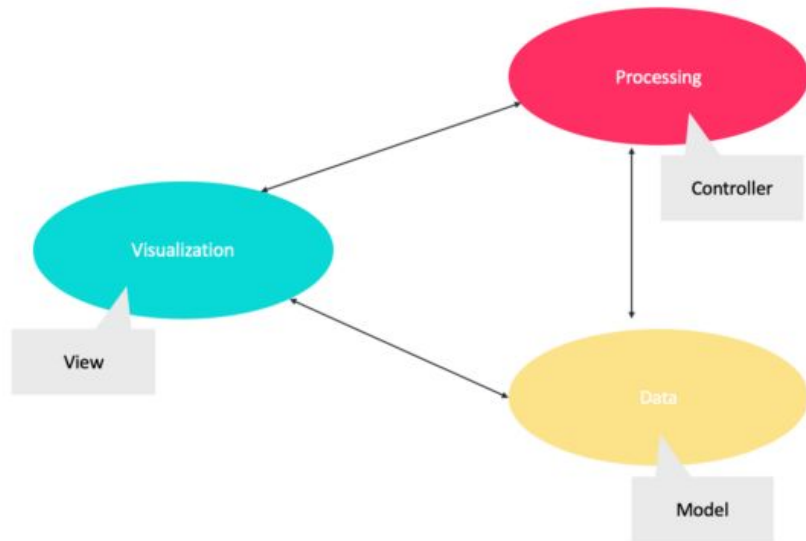 Processing
Controller
Visualization
View
Data
Model